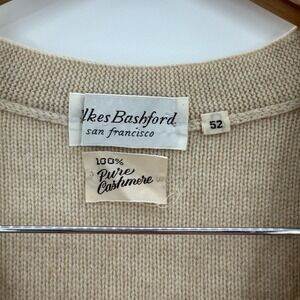 lkes Bashford
san francisco
52
100%
Pure
Cashmere